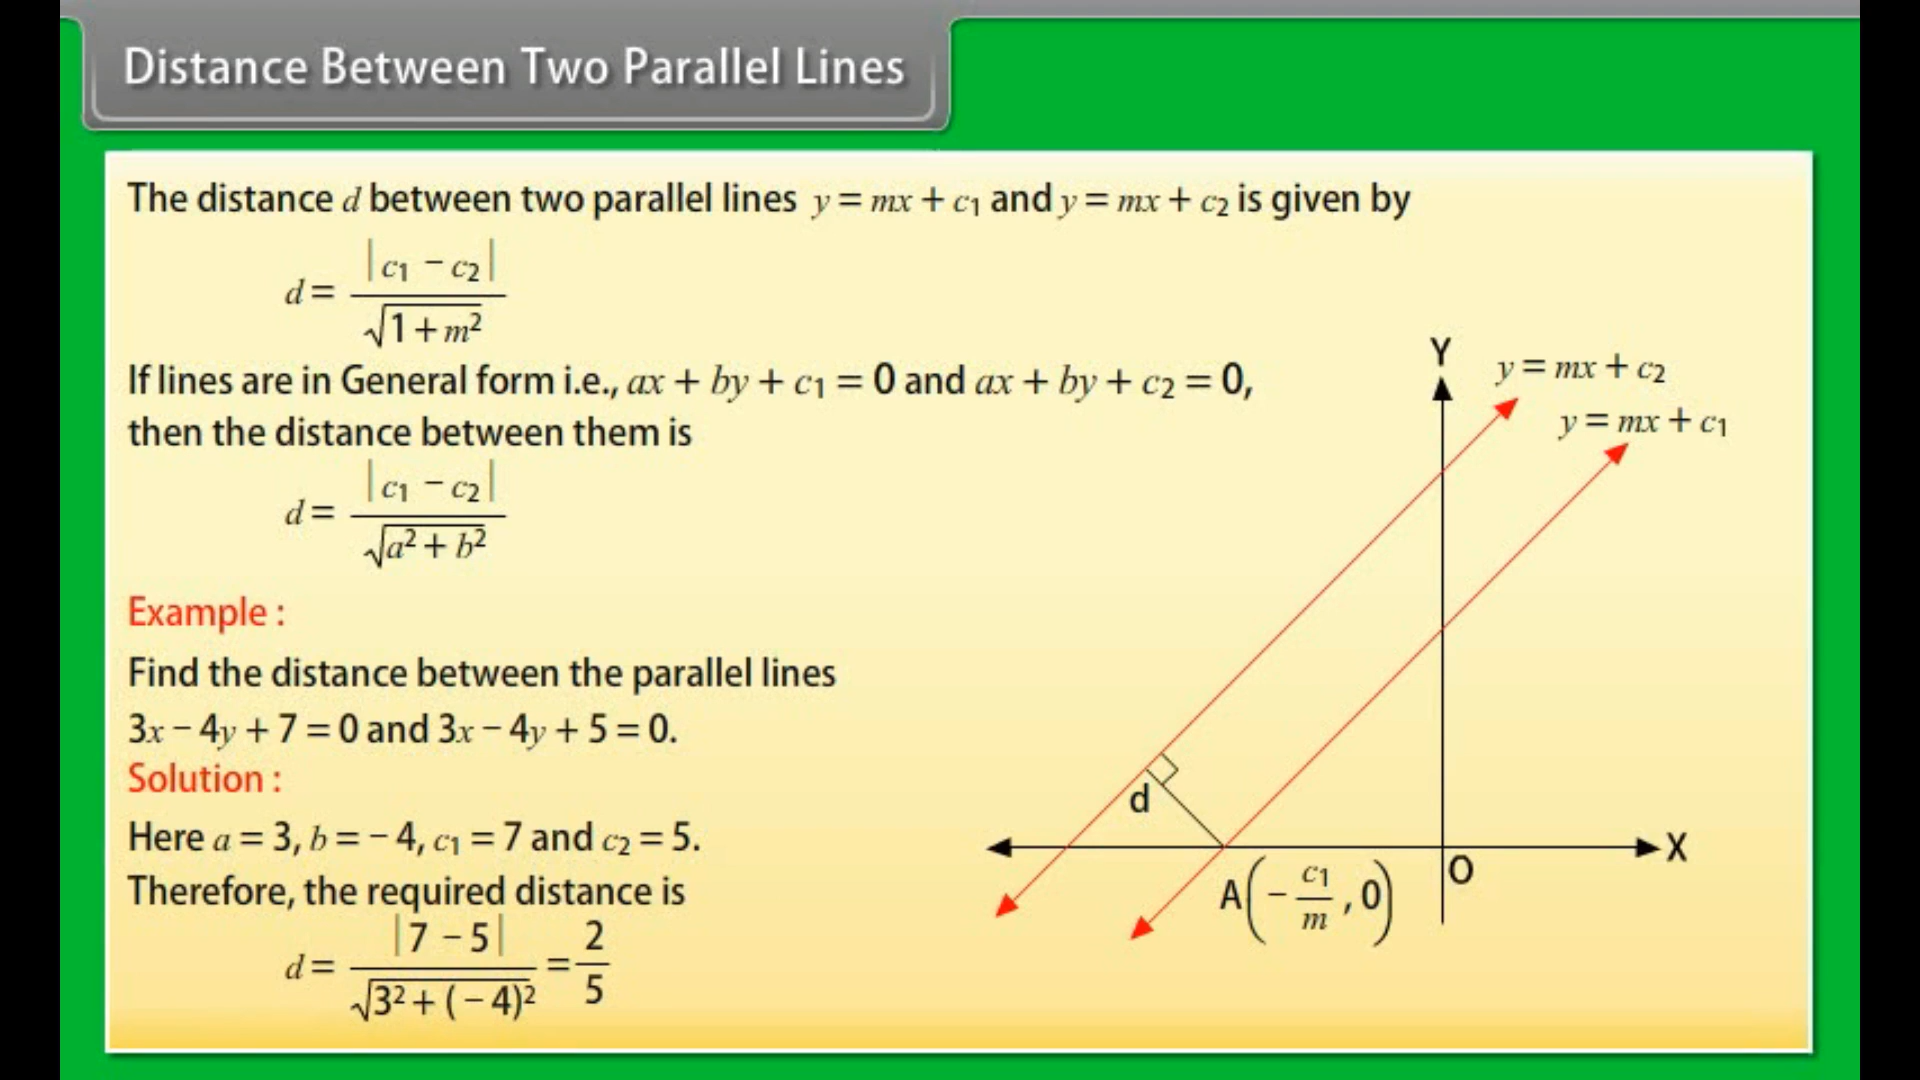 Distance Between Two Parallel Lines
The distance d between two parallel lines y = mx + c₁ and y = mx + c₂ is given by
d = |c₁ − c₂| / √(1 + m²)
If lines are in General form i.e., ax + by + c₁ = 0 and ax + by + c₂ = 0,
then the distance between them is
d = |c₁ − c₂| / √(a² + b²)
Example :
Find the distance between the parallel lines
3x − 4y + 7 = 0 and 3x − 4y + 5 = 0.
Solution :
Here a = 3, b = − 4, c₁ = 7 and c₂ = 5.
Therefore, the required distance is
d = |7 − 5| / √(3² + (− 4)²) = 2/5
Y
y = mx + c₂
y = mx + c₁
d
X
O
A(− c₁/m , 0)